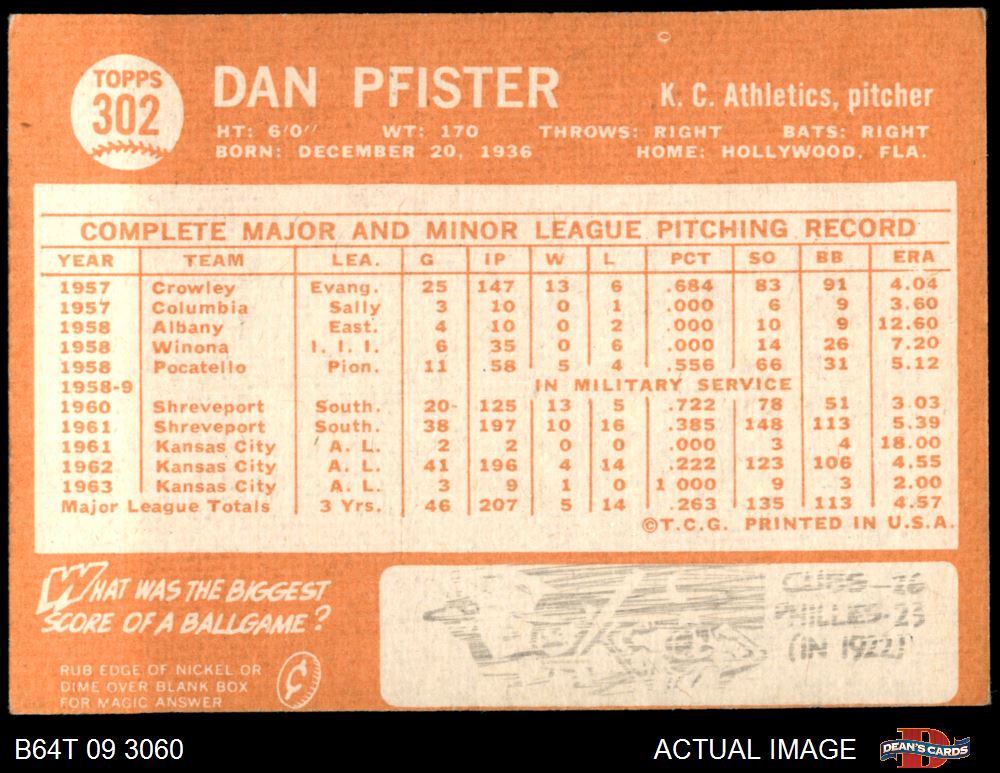 TOPPS
302
DAN PFISTER
K. C. Athletics, pitcher
HT: 6'0" WT: 170 THROWS: RIGHT BATS: RIGHT
BORN: DECEMBER 20, 1936 HOME: HOLLYWOOD, FLA.
COMPLETE MAJOR AND MINOR LEAGUE PITCHING RECORD
YEAR TEAM LEA. G IP W L PCT SO BB ERA
1957 Crowley Evang. 25 147 13 6 .684 83 91 4.04
1957 Columbia Sally 3 10 0 1 .000 6 9 3.60
1958 Albany East. 4 10 0 2 .000 10 9 12.60
1958 Winona I. I. I. 6 35 0 6 .000 14 26 7.20
1958 Pocatello Pion. 11 58 5 4 .556 66 31 5.12
1958-9 IN MILITARY SERVICE
1960 Shreveport South. 20- 125 13 5 .722 78 51 3.03
1961 Shreveport South. 38 197 10 16 .385 148 113 5.39
1961 Kansas City A. L. 2 2 0 0 .000 3 4 18.00
1962 Kansas City A. L. 41 196 4 14 .222 123 106 4.55
1963 Kansas City A. L. 3 9 1 0 1 000 9 3 2.00
Major League Totals 3 Yrs. 46 207 5 14 .263 135 113 4.57
©T.C.G. PRINTED IN U.S.A.
WHAT WAS THE BIGGEST
SCORE OF A BALLGAME?
RUB EDGE OF NICKEL OR
DIME OVER BLANK BOX
FOR MAGIC ANSWER
¢
CUBS-26
PHILLIES-23
(IN 1922)
B64T 09 3060
ACTUAL IMAGE
DEAN'S CARDS